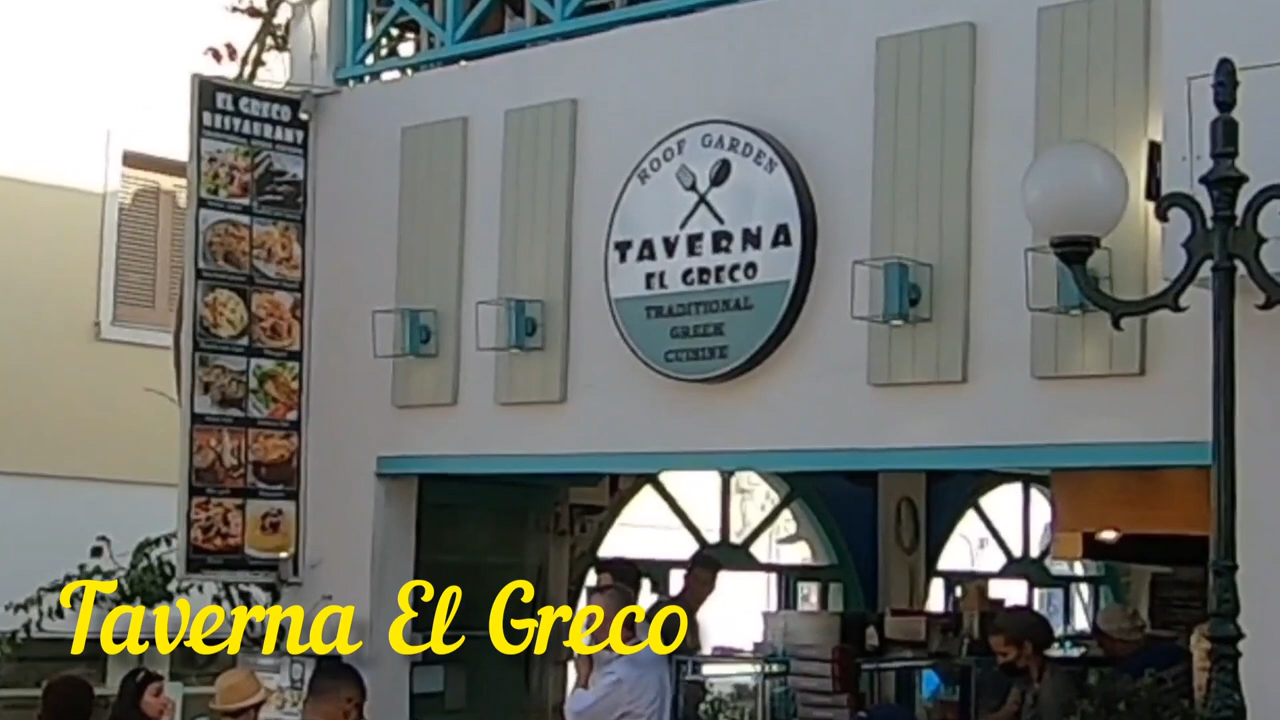 EL GRECO
RESTAURANT
ROOF GARDEN
TAVERNA
EL GRECO
TRADITIONAL
GREEK
CUISINE
Taverna El Greco